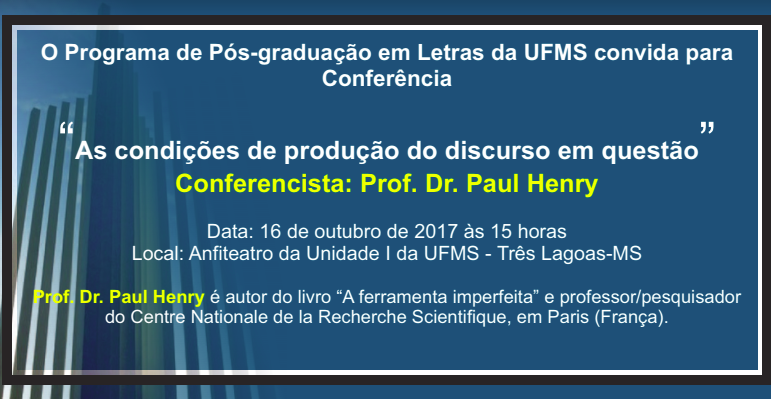 O Programa de Pós-graduação em Letras da UFMS convida para
Conferência
“As condições de produção do discurso em questão”
Conferencista: Prof. Dr. Paul Henry
Data: 16 de outubro de 2017 às 15 horas
Local: Anfiteatro da Unidade I da UFMS - Três Lagoas-MS
Prof. Dr. Paul Henry é autor do livro “A ferramenta imperfeita” e professor/pesquisador
do Centre Nationale de la Recherche Scientifique, em Paris (França).